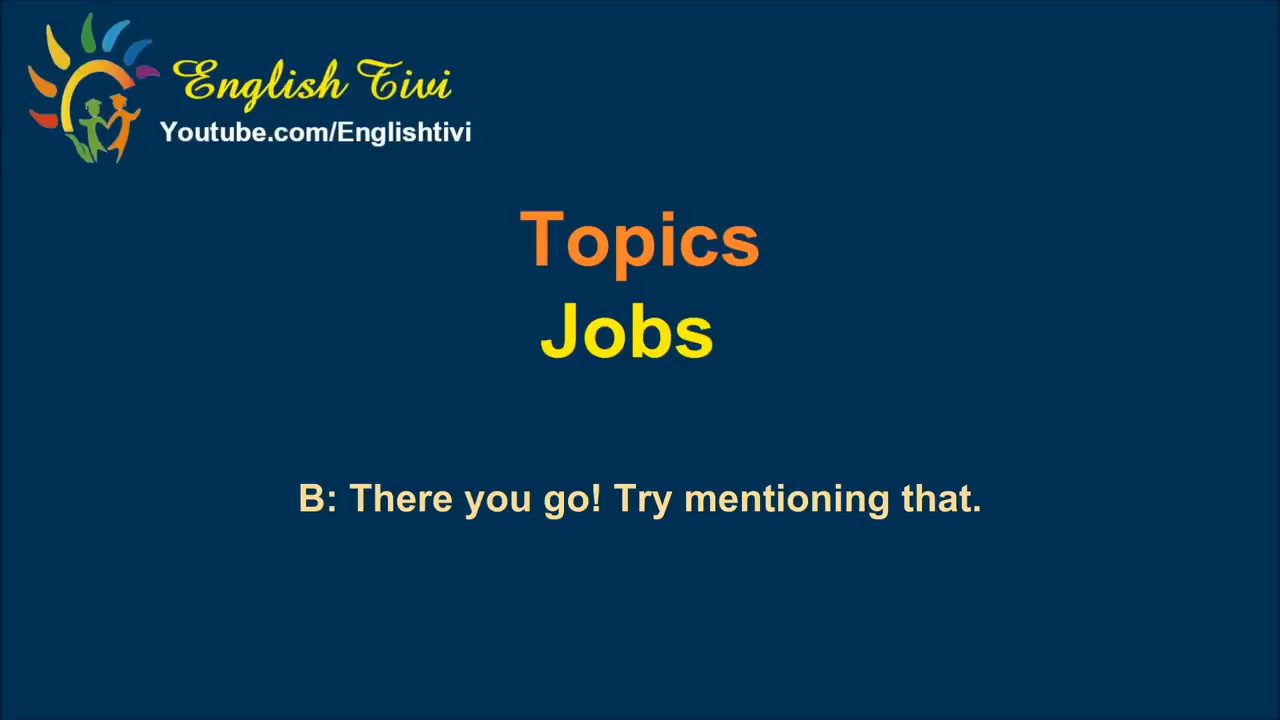 English Tivi
Youtube.com/Englishtivi
Topics
Jobs
B: There you go! Try mentioning that.